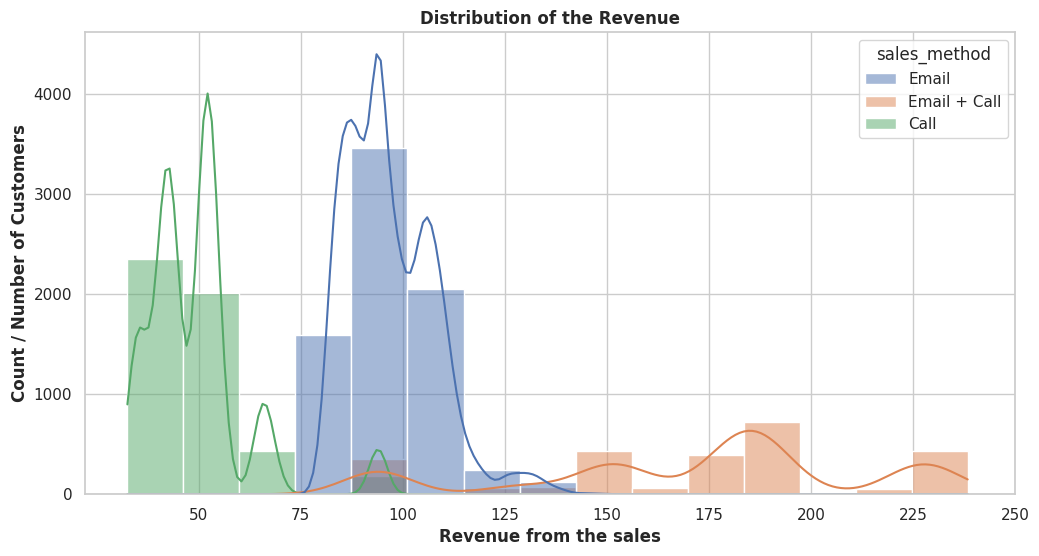 Distribution of the Revenue
sales_method
Email
Email + Call
Call
Count / Number of Customers
4000
3000
2000
1000
0
50
75
100
125
150
175
200
225
250
Revenue from the sales